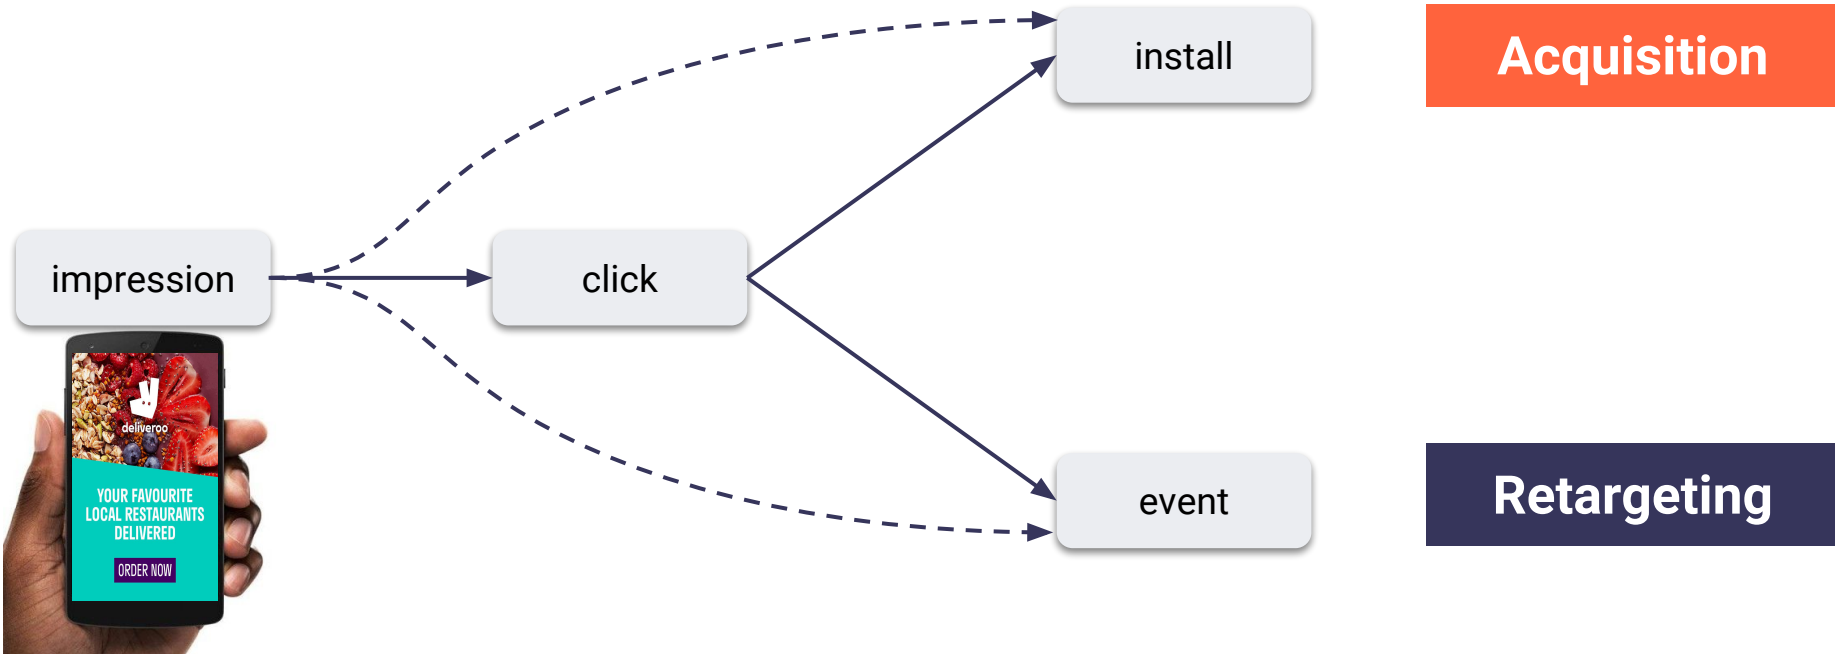 install
Acquisition
impression
click
deliveroo
YOUR FAVOURITE
LOCAL RESTAURANTS
DELIVERED
ORDER NOW
event
Retargeting